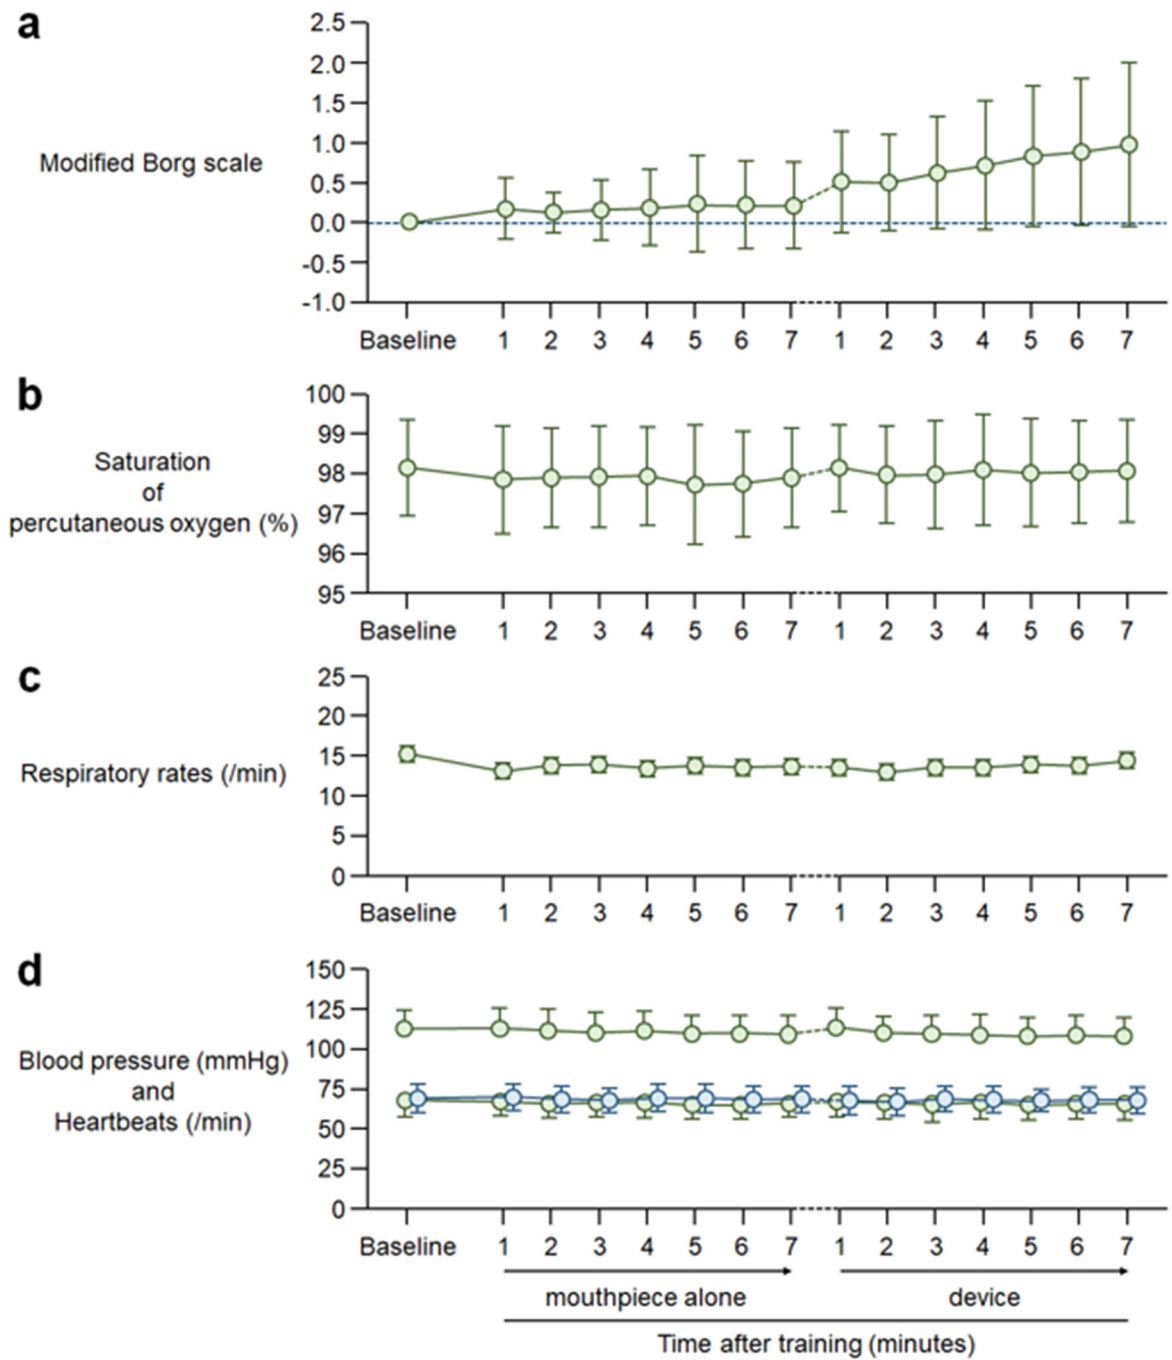 a
2.5
2.0
1.5
1.0
0.5
0.0
-0.5
-1.0
Modified Borg scale
Baseline 1 2 3 4 5 6 7 1 2 3 4 5 6 7
b
100
99
98
97
96
95
Saturation
of
percutaneous oxygen (%)
Baseline 1 2 3 4 5 6 7 1 2 3 4 5 6 7
c
25
20
15
10
5
0
Respiratory rates (/min)
Baseline 1 2 3 4 5 6 7 1 2 3 4 5 6 7
d
150
125
100
75
50
25
0
Blood pressure (mmHg)
and
Heartbeats (/min)
Baseline 1 2 3 4 5 6 7 1 2 3 4 5 6 7
mouthpiece alone device
Time after training (minutes)